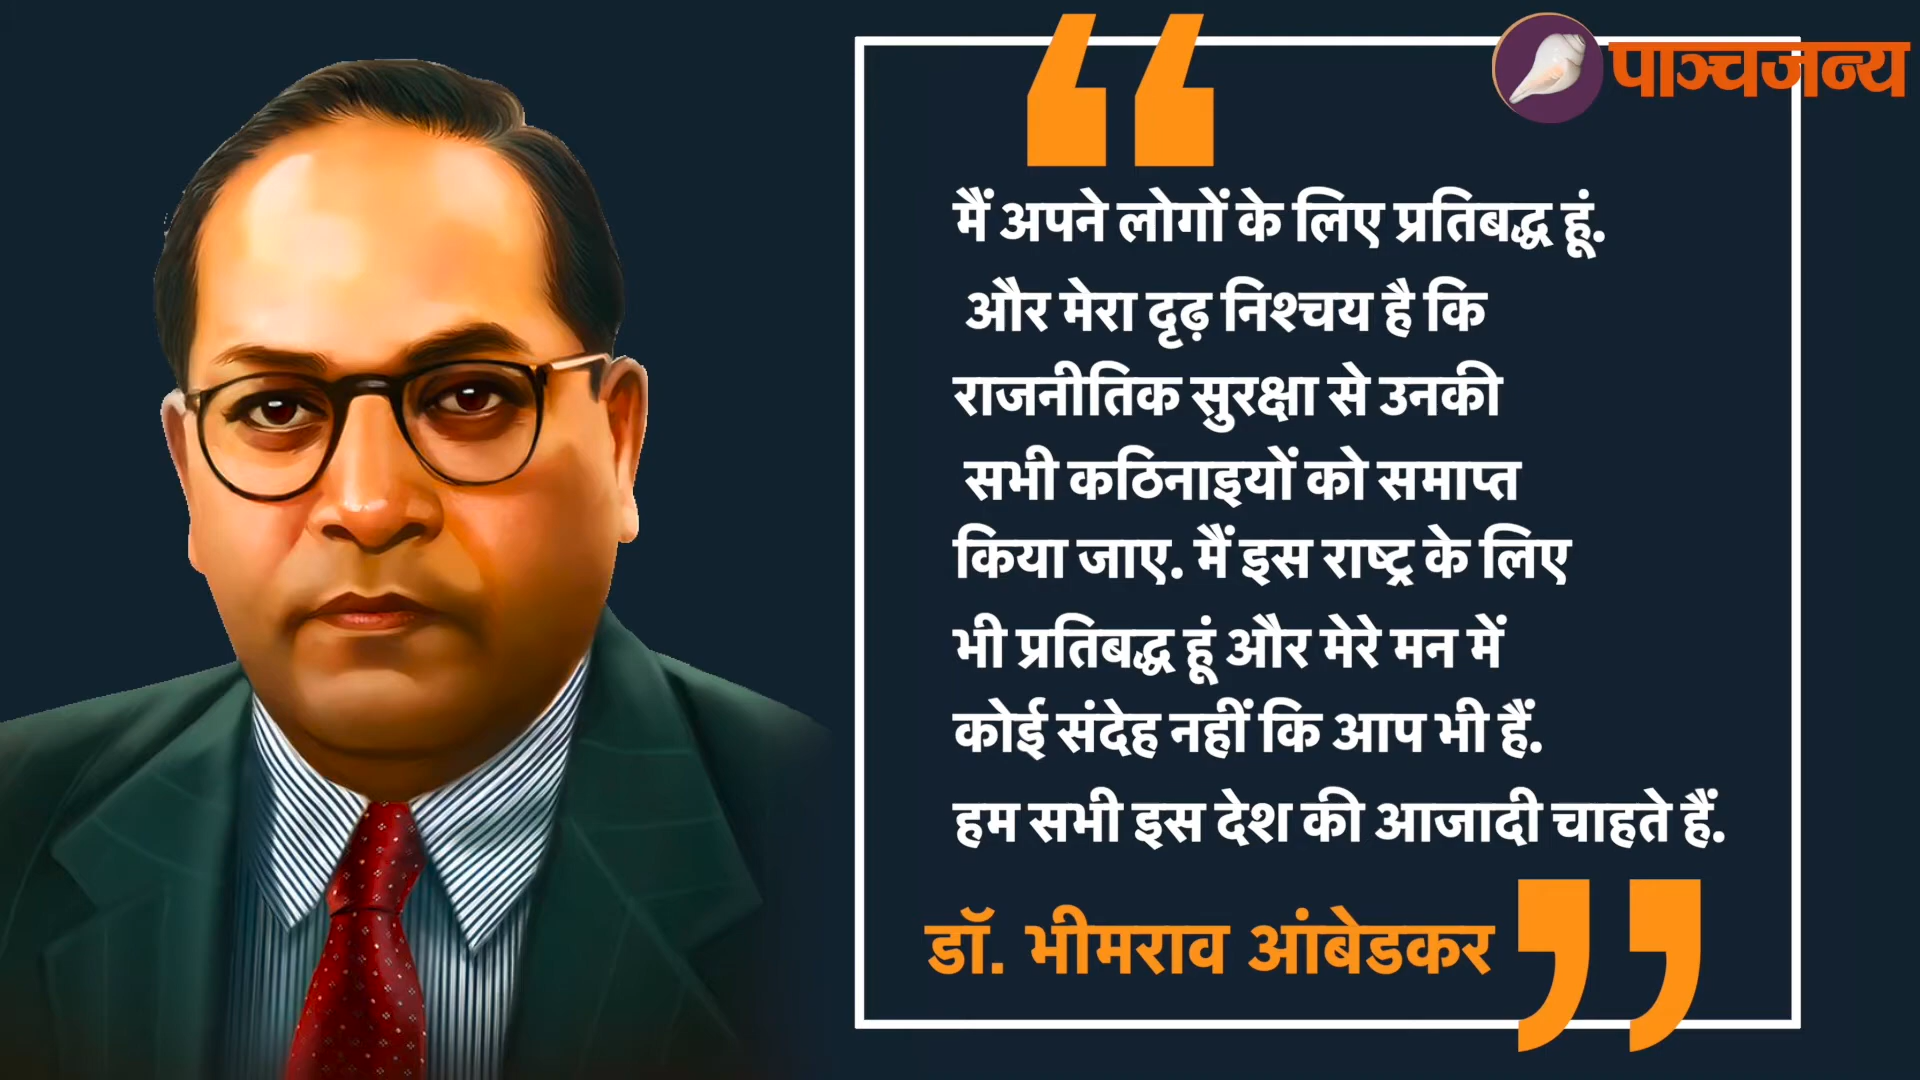 पाञ्चजन्य
मैं अपने लोगों के लिए प्रतिबद्ध हूं.
और मेरा दृढ़ निश्चय है कि
राजनीतिक सुरक्षा से उनकी
सभी कठिनाइयों को समाप्त
किया जाए. मैं इस राष्ट्र के लिए
भी प्रतिबद्ध हूं और मेरे मन में
कोई संदेह नहीं कि आप भी हैं.
हम सभी इस देश की आजादी चाहते हैं.
डॉ. भीमराव आंबेडकर